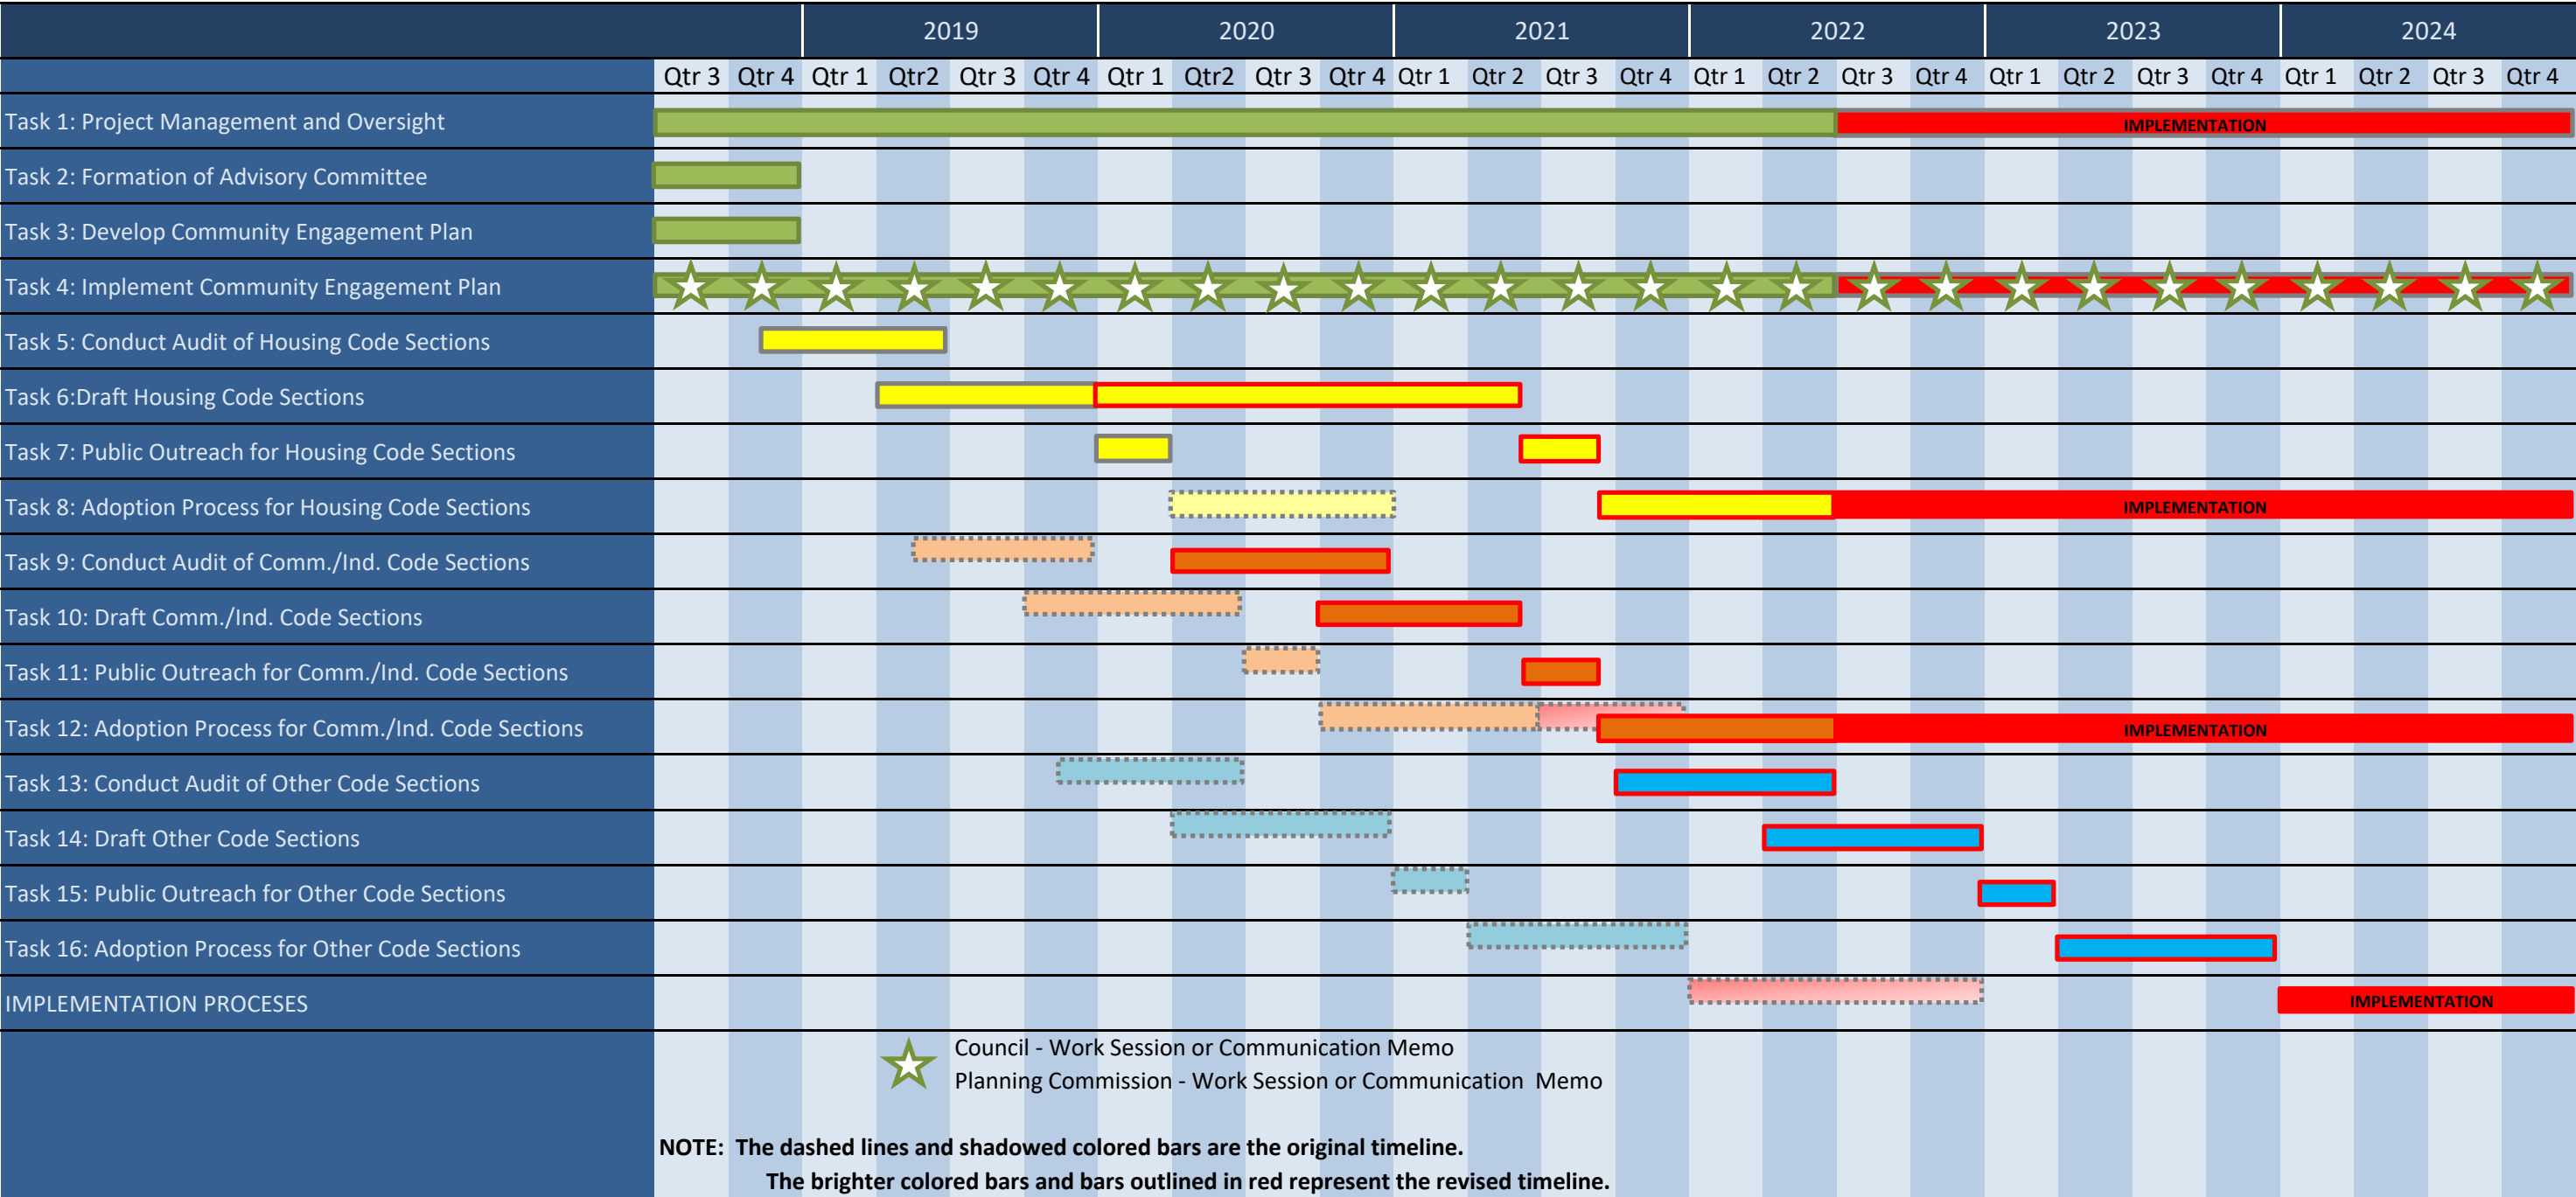 2019 2020 2021 2022 2023 2024
Qtr 3 Qtr 4 Qtr 1 Qtr2 Qtr 3 Qtr 4 Qtr 1 Qtr2 Qtr 3 Qtr 4 Qtr 1 Qtr 2 Qtr 3 Qtr 4 Qtr 1 Qtr 2 Qtr 3 Qtr 4 Qtr 1 Qtr 2 Qtr 3 Qtr 4 Qtr 1 Qtr 2 Qtr 3 Qtr 4
Task 1: Project Management and Oversight IMPLEMENTATION
Task 2: Formation of Advisory Committee
Task 3: Develop Community Engagement Plan
Task 4: Implement Community Engagement Plan
Task 5: Conduct Audit of Housing Code Sections
Task 6:Draft Housing Code Sections
Task 7: Public Outreach for Housing Code Sections
Task 8: Adoption Process for Housing Code Sections IMPLEMENTATION
Task 9: Conduct Audit of Comm./Ind. Code Sections
Task 10: Draft Comm./Ind. Code Sections
Task 11: Public Outreach for Comm./Ind. Code Sections
Task 12: Adoption Process for Comm./Ind. Code Sections IMPLEMENTATION
Task 13: Conduct Audit of Other Code Sections
Task 14: Draft Other Code Sections
Task 15: Public Outreach for Other Code Sections
Task 16: Adoption Process for Other Code Sections
IMPLEMENTATION PROCESES IMPLEMENTATION
Council - Work Session or Communication Memo
Planning Commission - Work Session or Communication Memo
NOTE: The dashed lines and shadowed colored bars are the original timeline.
The brighter colored bars and bars outlined in red represent the revised timeline.